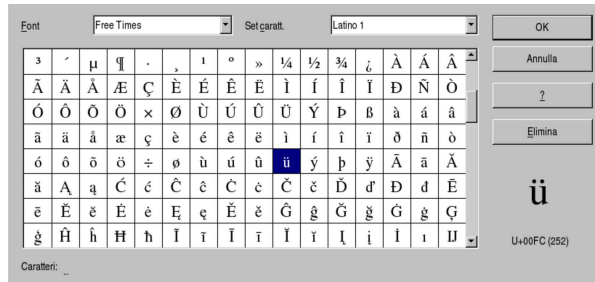 Font Free Times Set caratt. Latino 1 OK
³ ´ µ ¶ · ¸ ¹ º » ¼ ½ ¾ ¿ À Á Â Annulla
Ã Ä Å Æ Ç È É Ê Ë Ì Í Î Ï Ð Ñ Ò ?
Ó Ô Õ Ö × Ø Ù Ú Û Ü Ý Þ ß à á â
ã ä å æ ç è é ê ë ì í î ï ð ñ ò Elimina
ó ô õ ö ÷ ø ù ú û ü ý þ ÿ Ā ā Ă
ă Ą ą Ć ć Ĉ ĉ Ċ ċ Č č Ď ď Đ đ Ē ü
ē Ĕ ĕ Ė ė Ę ę Ě ě Ĝ ĝ Ğ ğ Ġ ġ Ģ
ģ Ĥ ĥ Ħ ħ Ĩ ĩ Ī ī Ĭ ĭ Į į İ ı Ĳ U+00FC (252)
Caratteri: